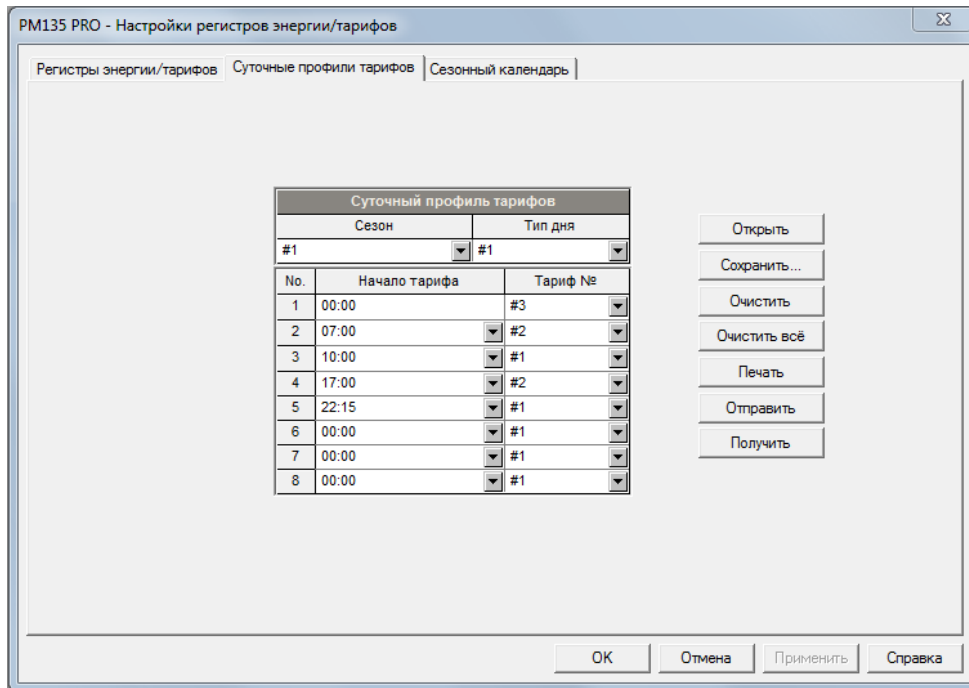 PM135 PRO - Настройки регистров энергии/тарифов
Регистры энергии/тарифов Суточные профили тарифов Сезонный календарь
Суточный профиль тарифов
Сезон Тип дня
#1 #1
No. Начало тарифа Тариф №
1 00:00 #3
2 07:00 #2
3 10:00 #1
4 17:00 #2
5 22:15 #1
6 00:00 #1
7 00:00 #1
8 00:00 #1
Открыть
Сохранить...
Очистить
Очистить всё
Печать
Отправить
Получить
OK Отмена Применить Справка